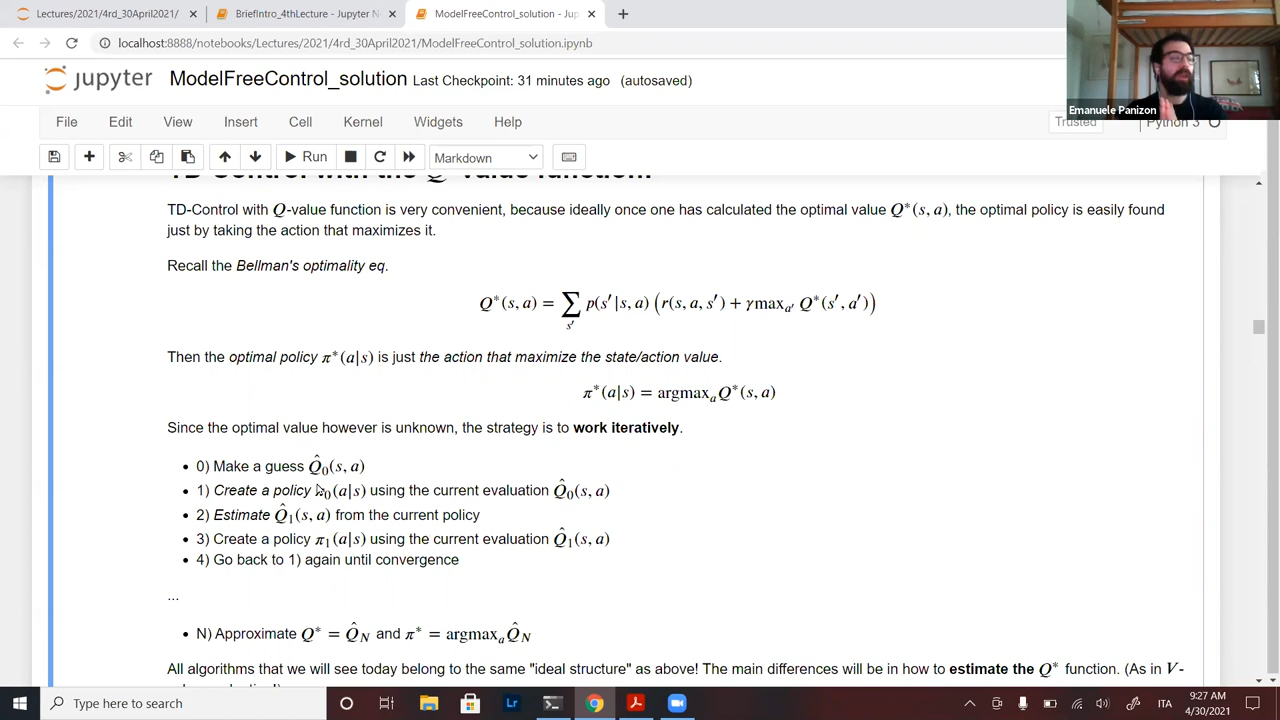 Lectures/2021/4rd_30April2021/
BriefIntro_4thLecture - Jupyter N
ModelFreeControl_solution - Jup
localhost:8888/notebooks/Lectures/2021/4rd_30April2021/ModelFreeControl_solution.ipynb
jupyter ModelFreeControl_solution Last Checkpoint: 31 minutes ago (autosaved)
Emanuele Panizon
File Edit View Insert Cell Kernel Widgets Help
Trusted Python 3
Run Markdown
TD-Control with the Q-value function.
TD-Control with Q-value function is very convenient, because ideally once one has calculated the optimal value Q*(s, a), the optimal policy is easily found
just by taking the action that maximizes it.
Recall the Bellman's optimality eq.
Q*(s, a) = ∑_{s'} p(s'|s, a) (r(s, a, s') + γmax_{a'} Q*(s', a'))
Then the optimal policy π*(a|s) is just the action that maximize the state/action value.
π*(a|s) = argmax_a Q*(s, a)
Since the optimal value however is unknown, the strategy is to work iteratively.
• 0) Make a guess Q̂_0(s, a)
• 1) Create a policy π_0(a|s) using the current evaluation Q̂_0(s, a)
• 2) Estimate Q̂_1(s, a) from the current policy
• 3) Create a policy π_1(a|s) using the current evaluation Q̂_1(s, a)
• 4) Go back to 1) again until convergence
...
• N) Approximate Q* = Q̂_N and π* = argmax_a Q̂_N
All algorithms that we will see today belong to the same "ideal structure" as above! The main differences will be in how to estimate the Q* function. (As in V-
Type here to search
ITA
9:27 AM
4/30/2021